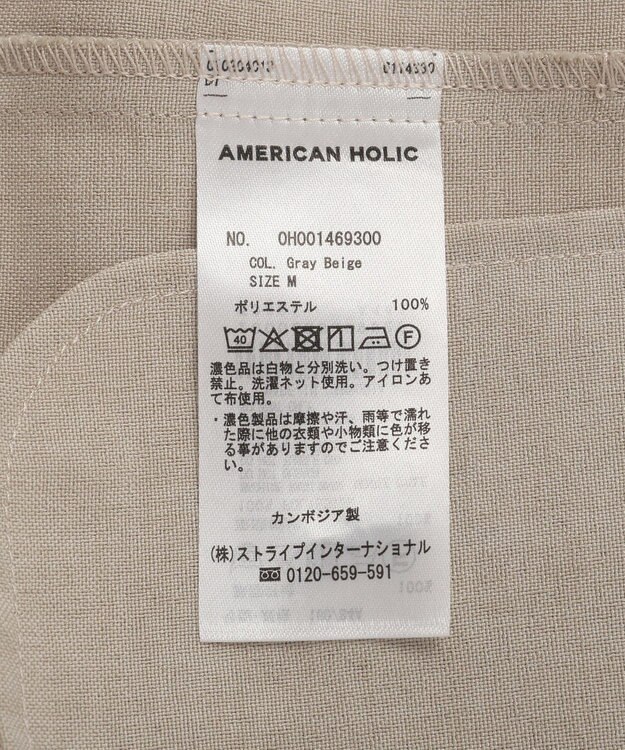 AMERICAN HOLIC
NO. 0H001469300
COL. Gray Beige
SIZE M
ポリエステル 100%
40 F
濃色品は白物と分別洗い。つけ置き
禁止。洗濯ネット使用。アイロンあ
て布使用。
・濃色製品は摩擦や汗、雨等で濡れ
た際に他の衣類や小物類に色が移
る事がありますのでご注意くださ
い。
カンボジア製
(株)ストライプインターナショナル
0120-659-591